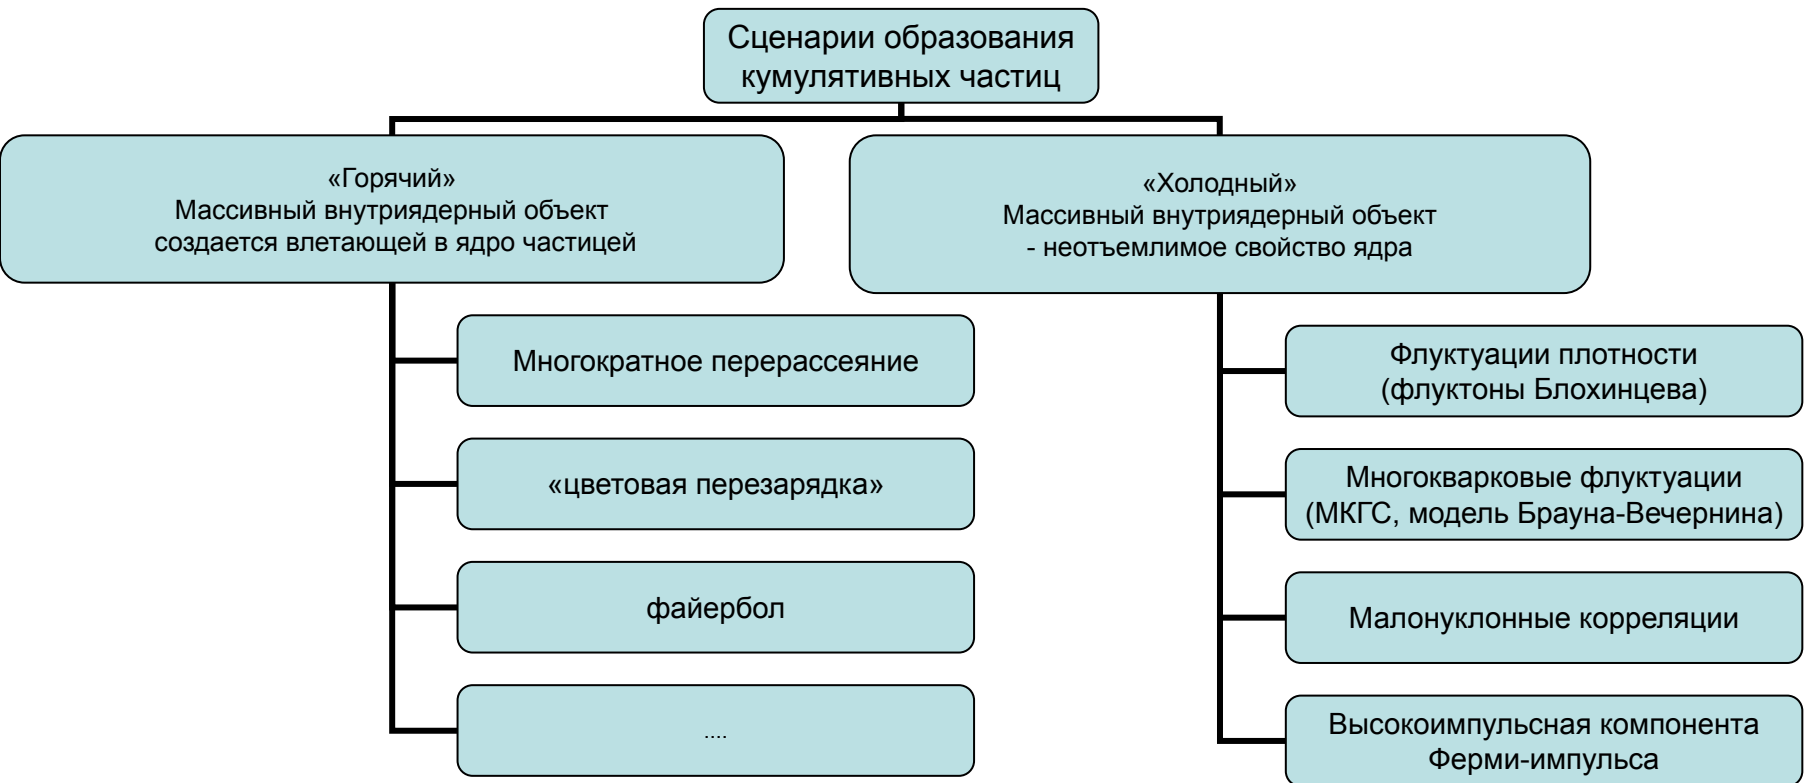 Сценарии образования
кумулятивных частиц
«Горячий»
Массивный внутриядерный объект
создается влетающей в ядро частицей
«Холодный»
Массивный внутриядерный объект
- неотъемлимое свойство ядра
Многократное перерассеяние
«цветовая перезарядка»
файербол
....
Флуктуации плотности
(флуктоны Блохинцева)
Многокварковые флуктуации
(МКГС, модель Брауна-Вечернина)
Малонуклонные корреляции
Высокоимпульсная компонента
Ферми-импульса